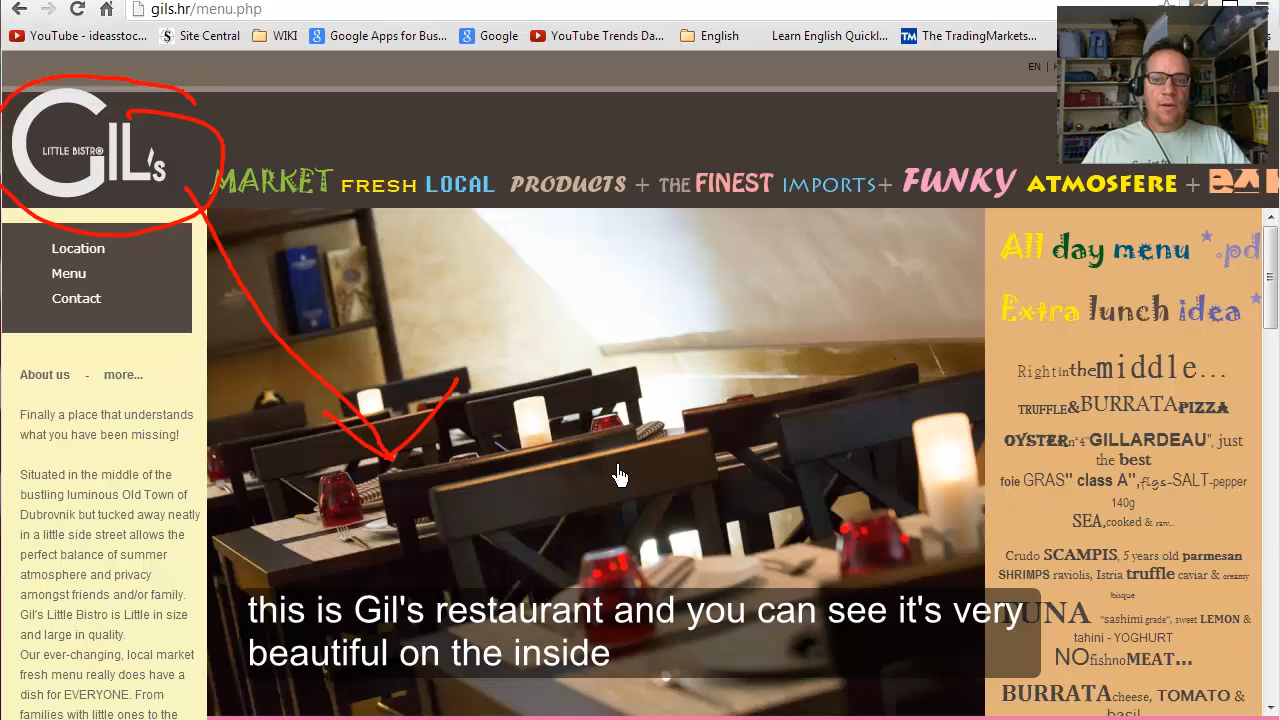 gils.hr/menu.php
YouTube - ideasstoc... Site Central WIKI Google Apps for Bus... Google YouTube Trends Da... English Learn English Quickl... The TradingMarkets...
EN |
GIL's
LITTLE BISTRO
MARKET FRESH LOCAL PRODUCTS + THE FINEST IMPORTS+ FUNKY ATMOSFERE +
Location
Menu
Contact
About us - more...
Finally a place that understands
what you have been missing!
Situated in the middle of the
bustling luminous Old Town of
Dubrovnik but tucked away neatly
in a little side street allows the
perfect balance of summer
atmosphere and privacy
amongst friends and/or family.
Gil's Little Bistro is Little in size
and large in quality.
Our ever-changing, local market
fresh menu really does have a
dish for EVERYONE. From
families with little ones to the
All day menu *.pd
Extra lunch idea *
Right in the middle...
TRUFFLE&BURRATA PIZZA
OYSTER n°4"GILLARDEAU", just
the best
foie GRAS" class A", figs-SALT-pepper
140g
SEA, cooked & raw...
Crudo SCAMPIS, 5 years old parmesan
SHRIMPS raviolis, Istria truffle caviar & creamy
bisque
TUNA "sashimi grade", sweet LEMON &
tahini - YOGHURT
NO fish no MEAT...
BURRATA cheese, TOMATO &
basil
this is Gil's restaurant and you can see it's very
beautiful on the inside